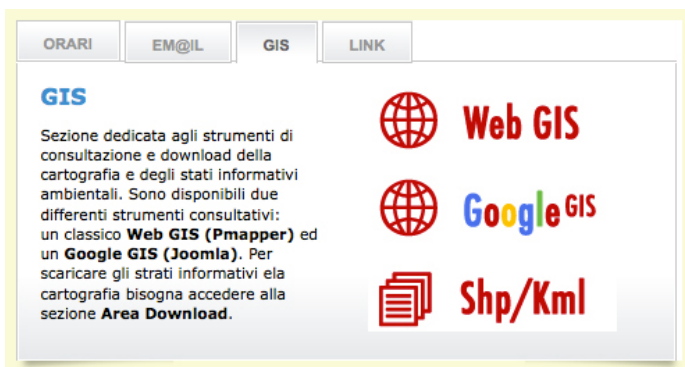 ORARI
EM@IL
GIS
LINK
GIS
Sezione dedicata agli strumenti di
consultazione e download della
cartografia e degli stati informativi
ambientali. Sono disponibili due
differenti strumenti consultativi:
un classico Web GIS (Pmapper) ed
un Google GIS (Joomla). Per
scaricare gli strati informativi ela
cartografia bisogna accedere alla
sezione Area Download.
Web GIS
Google GIS
Shp/Kml